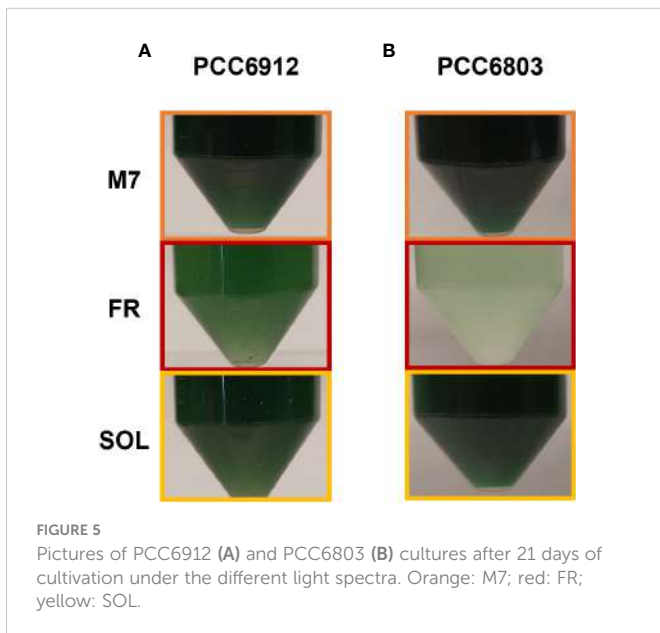 A
PCC6912
B
PCC6803
M7
FR
SOL
FIGURE 5
Pictures of PCC6912 (A) and PCC6803 (B) cultures after 21 days of
cultivation under the different light spectra. Orange: M7; red: FR;
yellow: SOL.